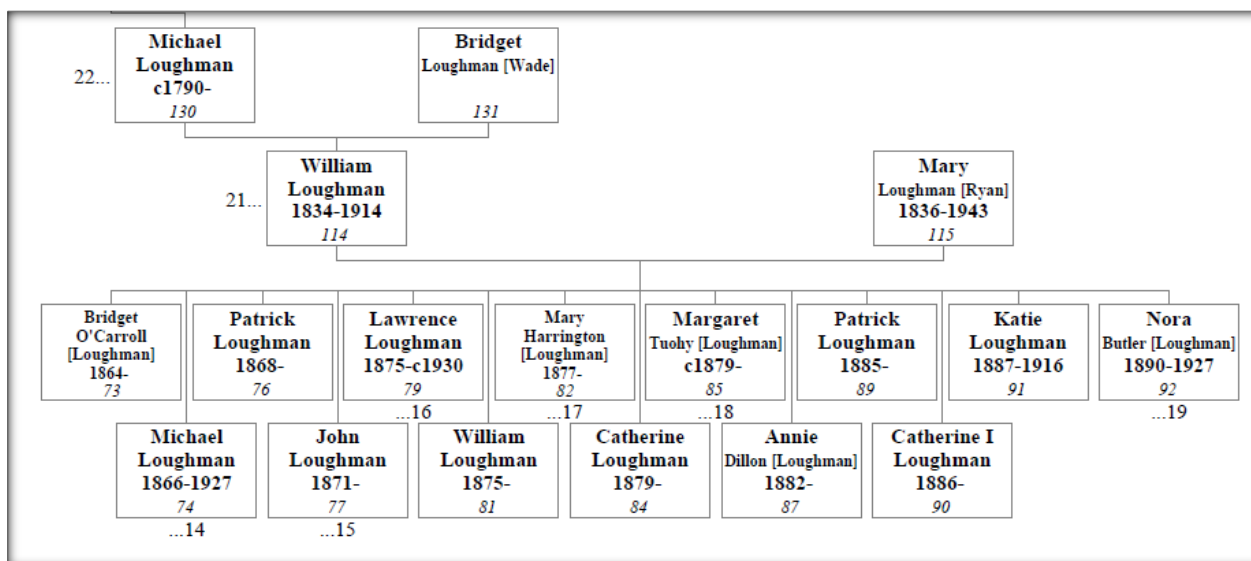 Michael
Loughman
c1790-
130
Bridget
Loughman [Wade]
131
22...
William
Loughman
1834-1914
114
Mary
Loughman [Ryan]
1836-1943
115
21...
Bridget
O'Carroll
[Loughman]
1864-
73
Patrick
Loughman
1868-
76
Lawrence
Loughman
1875-c1930
79
...16
Mary
Harrington
[Loughman]
1877-
82
...17
Margaret
Tuohy [Loughman]
c1879-
85
...18
Patrick
Loughman
1885-
89
Katie
Loughman
1887-1916
91
Nora
Butler [Loughman]
1890-1927
92
...19
Michael
Loughman
1866-1927
74
...14
John
Loughman
1871-
77
...15
William
Loughman
1875-
81
Catherine
Loughman
1879-
84
Annie
Dillon [Loughman]
1882-
87
Catherine I
Loughman
1886-
90